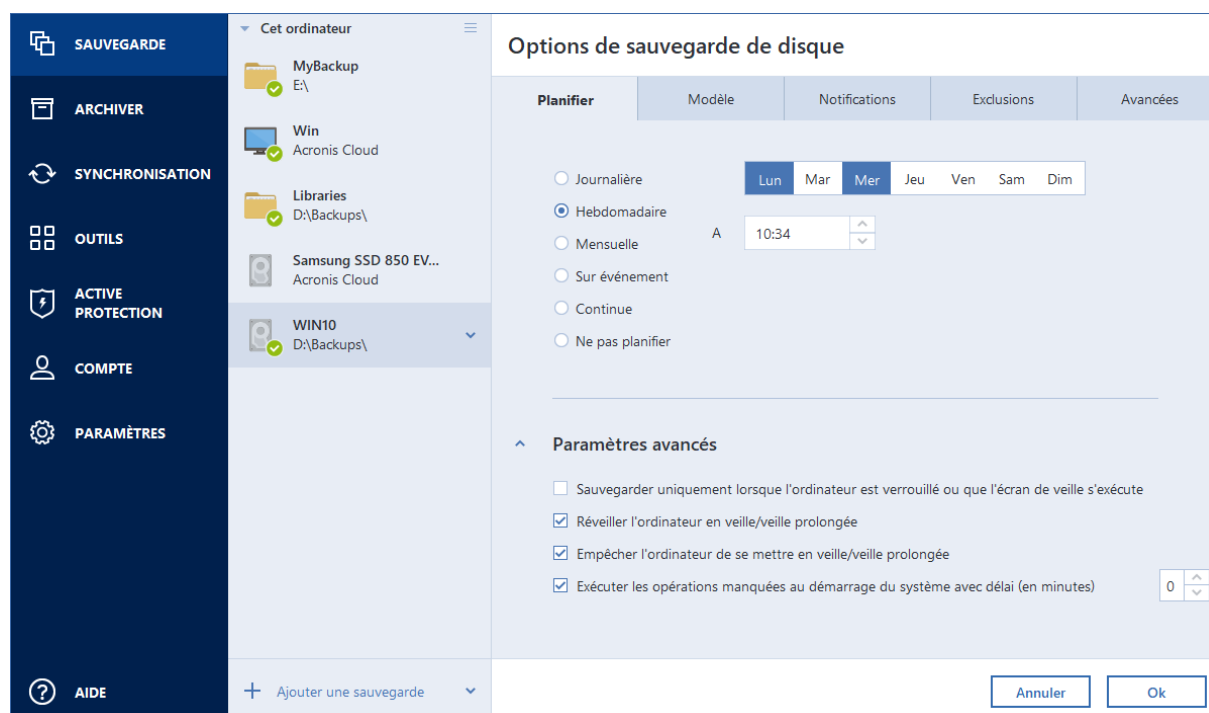 SAUVEGARDE
ARCHIVER
SYNCHRONISATION
OUTILS
ACTIVE
PROTECTION
COMPTE
PARAMÈTRES
AIDE
Cet ordinateur
MyBackup
E:\
Win
Acronis Cloud
Libraries
D:\Backups\
Samsung SSD 850 EV...
Acronis Cloud
WIN10
D:\Backups\
Ajouter une sauvegarde
Options de sauvegarde de disque
Planifier Modèle Notifications Exclusions Avancées
Journalière
Hebdomadaire
Mensuelle
Sur événement
Continue
Ne pas planifier
Lun Mar Mer Jeu Ven Sam Dim
A 10:34
Paramètres avancés
Sauvegarder uniquement lorsque l'ordinateur est verrouillé ou que l'écran de veille s'exécute
Réveiller l'ordinateur en veille/veille prolongée
Empêcher l'ordinateur de se mettre en veille/veille prolongée
Exécuter les opérations manquées au démarrage du système avec délai (en minutes) 0
Annuler Ok